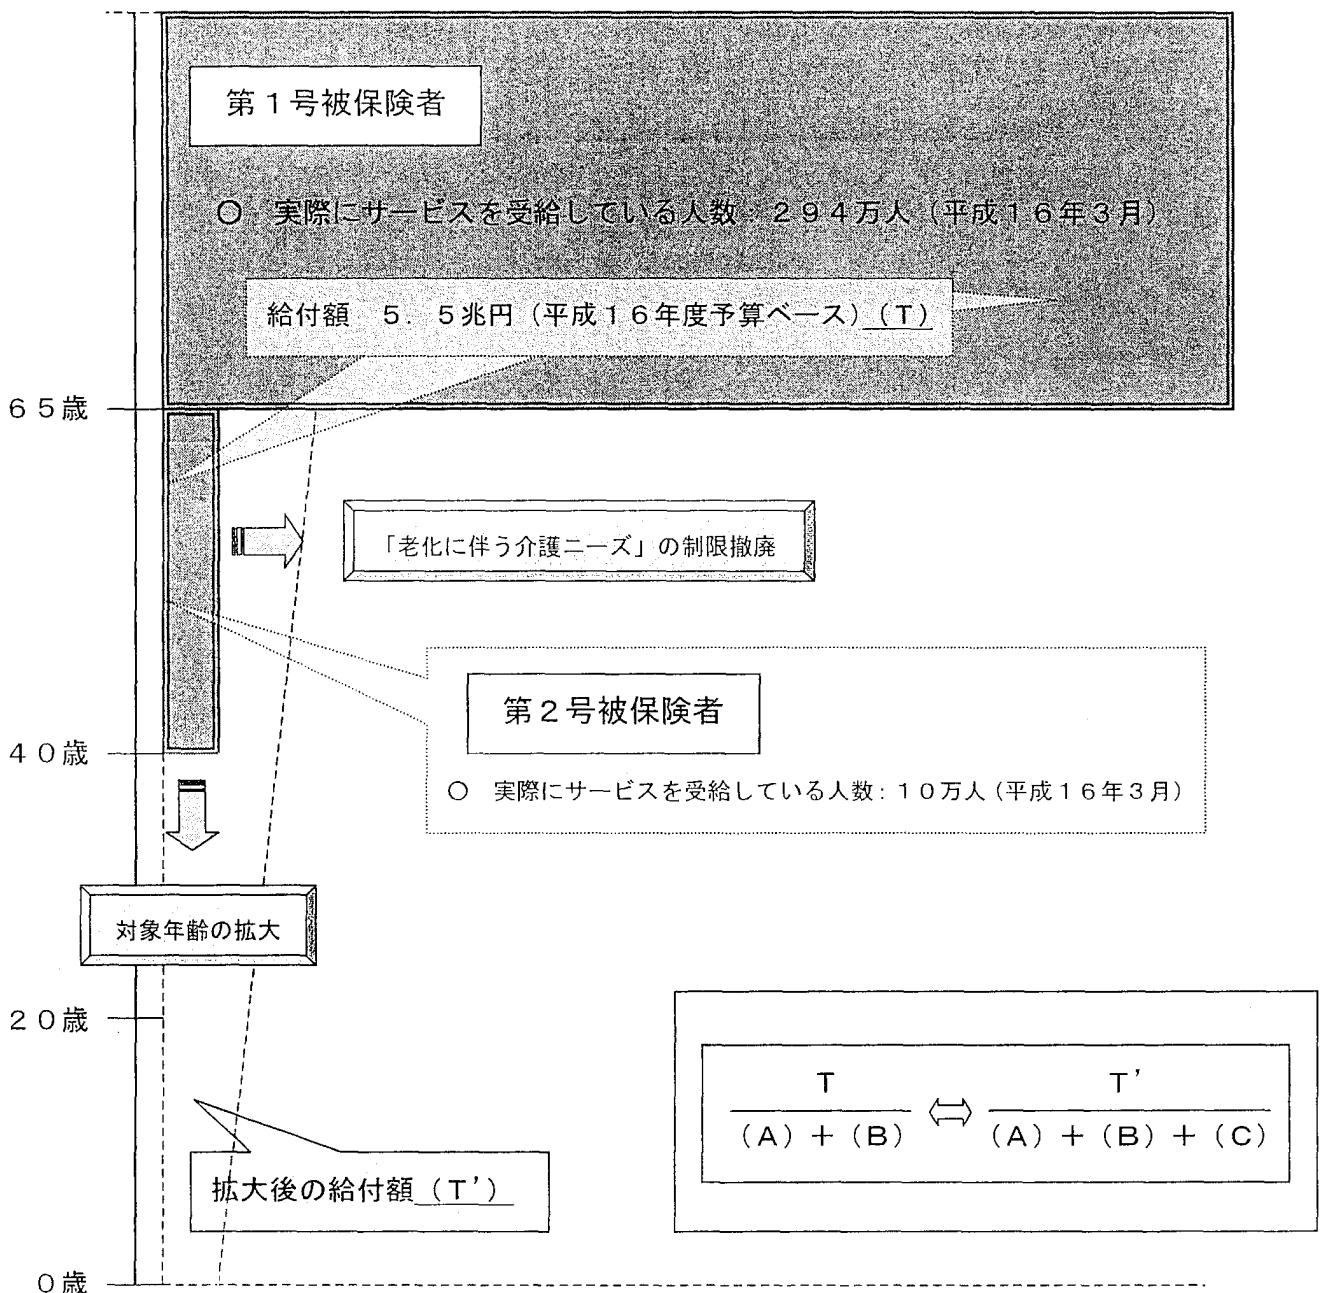 第１号被保険者
○ 実際にサービスを受給している人数：２９４万人（平成１６年３月）
給付額 ５．５兆円（平成１６年度予算ベース）（Ｔ）
６５歳
「老化に伴う介護ニーズ」の制限撤廃
第２号被保険者
４０歳
○ 実際にサービスを受給している人数：１０万人（平成１６年３月）
対象年齢の拡大
２０歳
Ｔ
（Ａ）＋（Ｂ）
⇔
Ｔ’
（Ａ）＋（Ｂ）＋（Ｃ）
拡大後の給付額（Ｔ’）
０歳